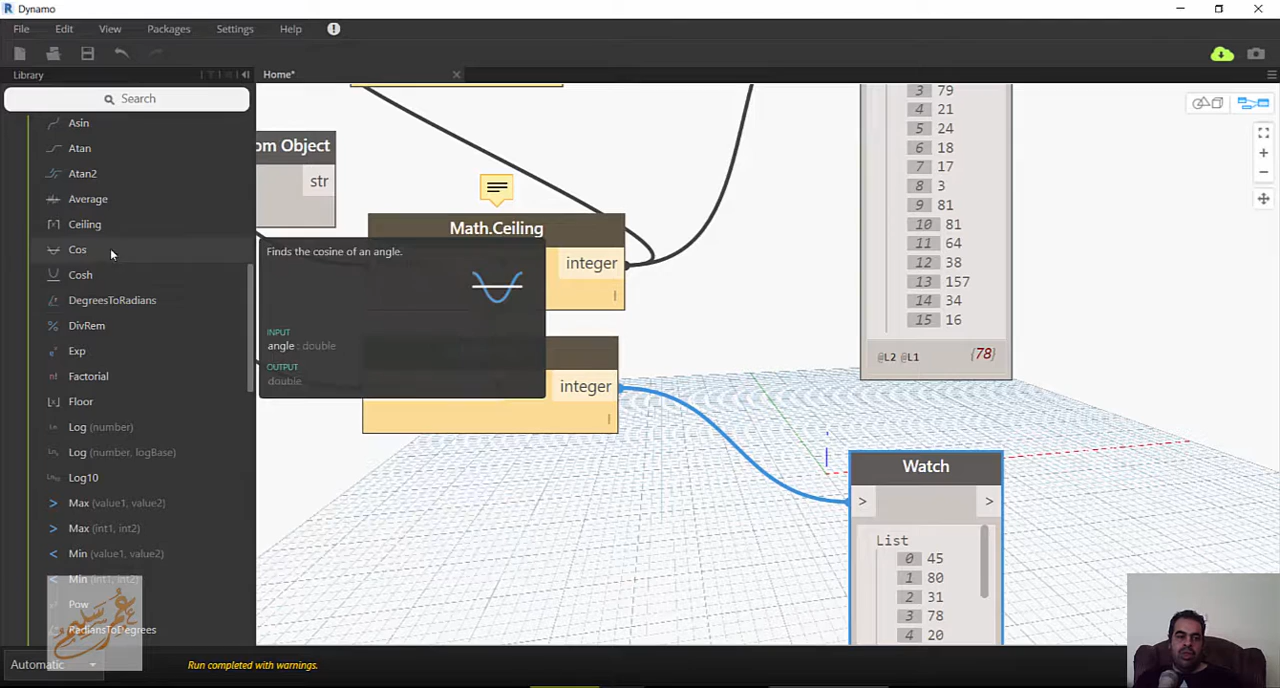 Dynamo
File Edit View Packages Settings Help
Library
Home*
Search
Asin
Atan
Atan2
Average
Ceiling
Cos
Cosh
DegreesToRadians
DivRem
Exp
Factorial
Floor
Log (number)
Log (number, logBase)
Log10
Max (value1, value2)
Max (int1, int2)
Min (value1, value2)
Min (int1, int2)
Pow
RadiansToDegrees
om Object
str
Math.Ceiling
integer
Finds the cosine of an angle.
INPUT
angle : double
OUTPUT
double
integer
3 79
4 21
5 24
6 18
7 17
8 3
9 81
10 81
11 64
12 38
13 157
14 34
15 16
@L2 @L1 {78}
Watch
> >
List
0 45
1 80
2 31
3 78
4 20
Automatic
Run completed with warnings.